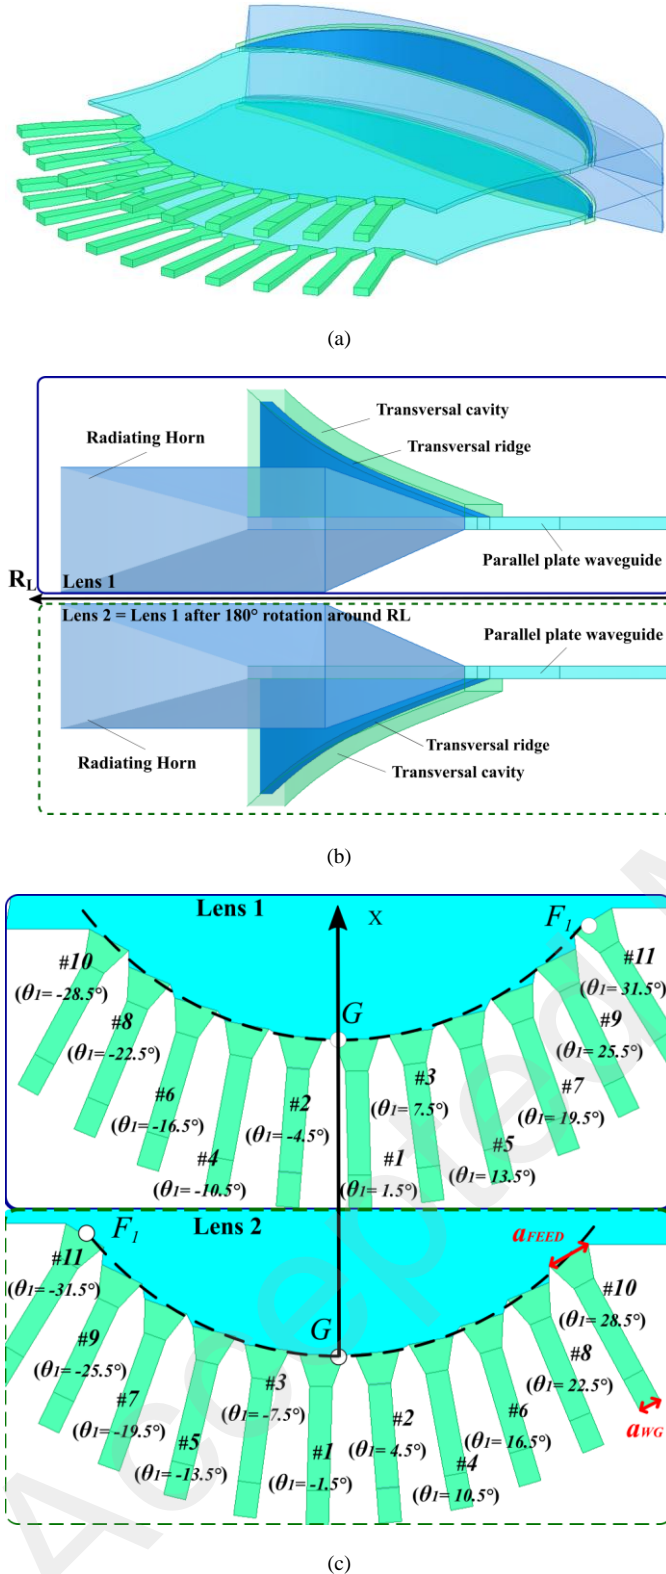 (a)
Transversal cavity
Radiating Horn
Transversal ridge
Parallel plate waveguide
Lens 1
RL
Lens 2 = Lens 1 after 180° rotation around RL
Parallel plate waveguide
Transversal ridge
Radiating Horn
Transversal cavity
(b)
Lens 1
X
F1
G
#10
(θ1= -28.5°)
#8
(θ1= -22.5°)
#6
(θ1= -16.5°)
#4
(θ1= -10.5°)
#2
(θ1= -4.5°)
#1
(θ1= 1.5°)
#3
(θ1= 7.5°)
#5
(θ1= 13.5°)
#7
(θ1= 19.5°)
#9
(θ1= 25.5°)
#11
(θ1= 31.5°)
Lens 2
F1
G
aFEED
#11
(θ1= -31.5°)
#9
(θ1= -25.5°)
#7
(θ1= -19.5°)
#5
(θ1= -13.5°)
#3
(θ1= -7.5°)
#1
(θ1= -1.5°)
#2
(θ1= 4.5°)
#4
(θ1= 10.5°)
#6
(θ1= 16.5°)
#8
(θ1= 22.5°)
#10
(θ1= 28.5°)
aWG
(c)
Accepted